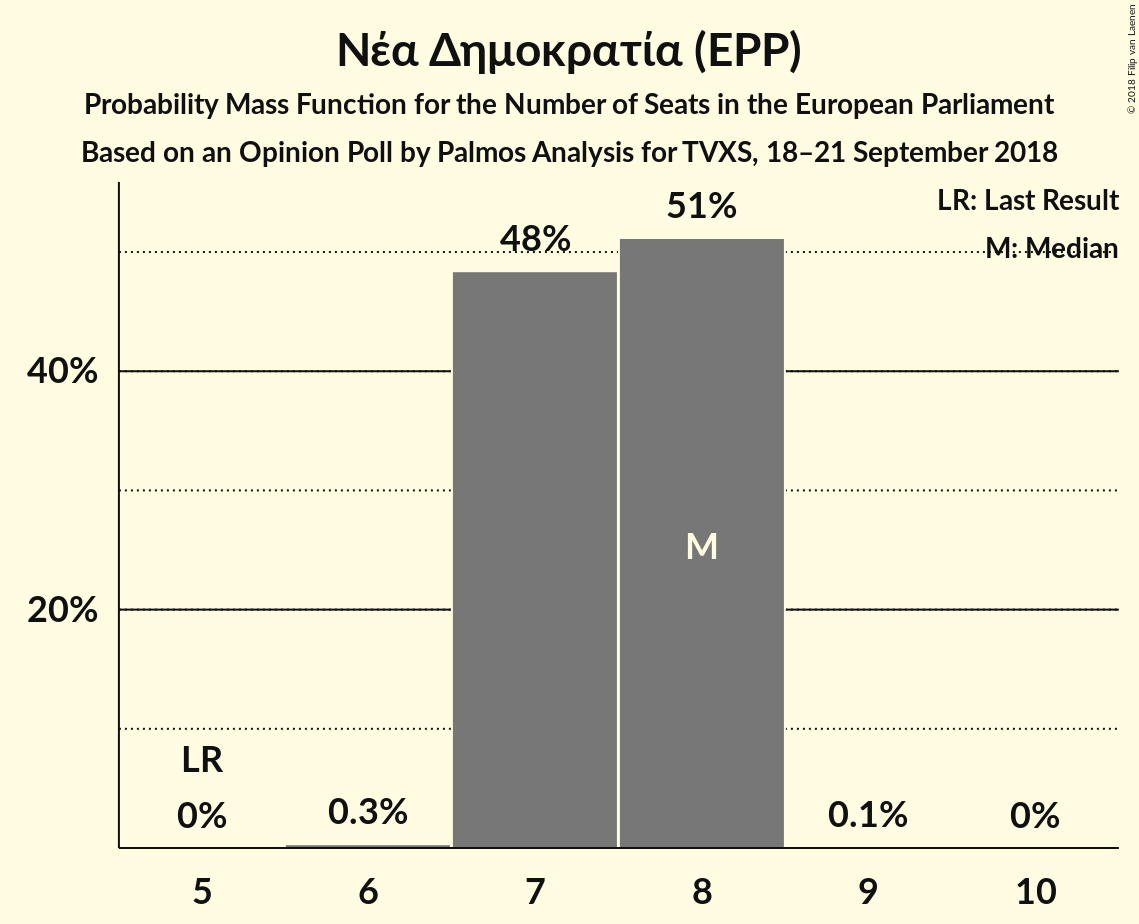 Νέα Δημοκρατία (EPP)
Probability Mass Function for the Number of Seats in the European Parliament
Based on an Opinion Poll by Palmos Analysis for TVXS, 18–21 September 2018
© 2018 Filip van Laenen
LR: Last Result
M: Median
51%
48%
40%
M
20%
LR
0%
0.3%
0.1%
0%
5 6 7 8 9 10